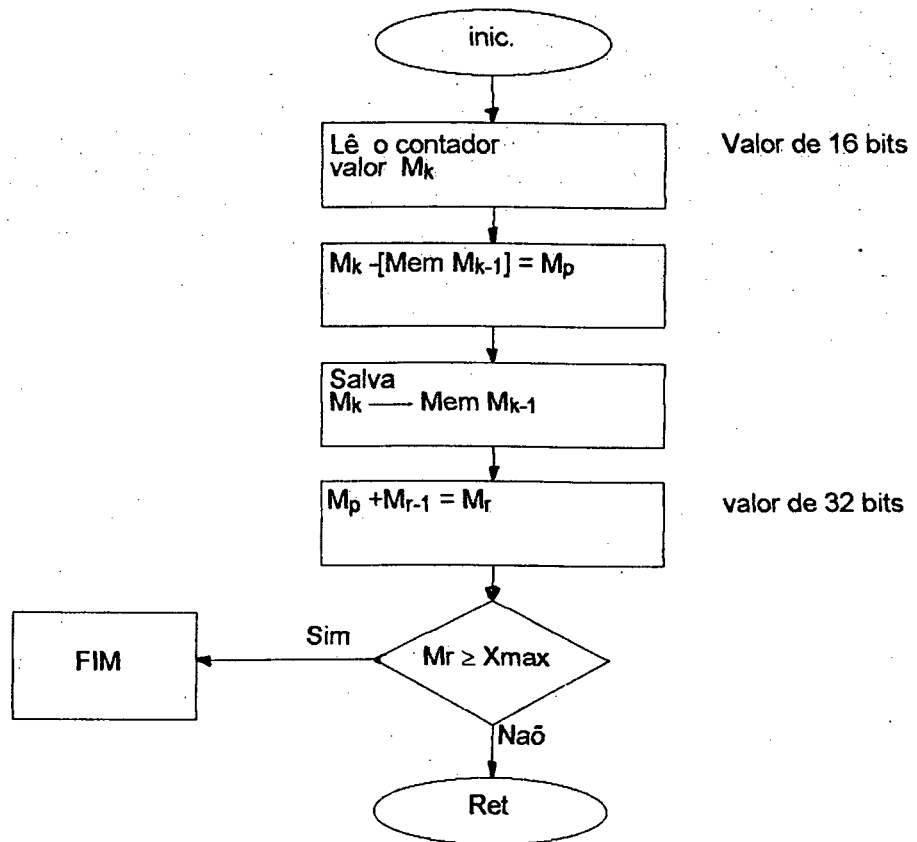 inic.
Lê o contador
valor Mk
Valor de 16 bits
Mk -[Mem Mk-1] = Mp
Salva
Mk —— Mem Mk-1
Mp +Mr-1 = Mr
valor de 32 bits
Mr ≥ Xmax
Sim
FIM
Naõ
Ret